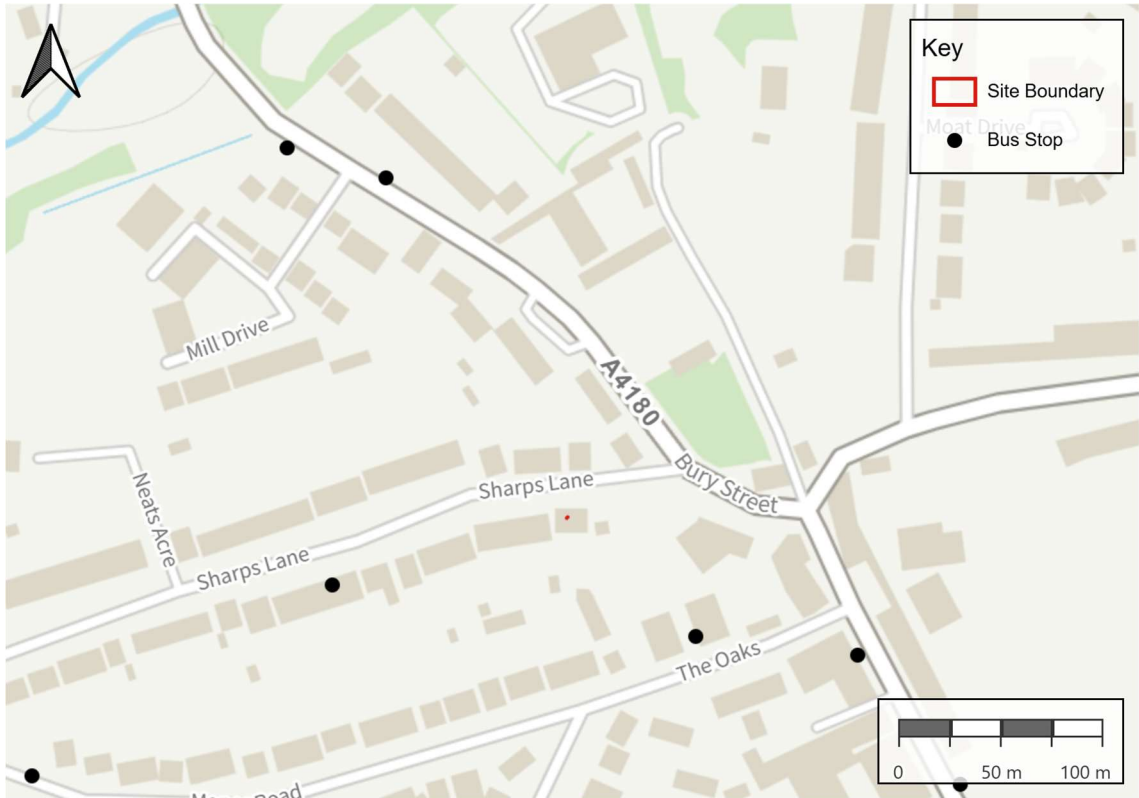 Key
Site Boundary
Moat Drive
Bus Stop
Mill Drive
A4180
Bury Street
Sharps Lane
Neats Acre
Sharps Lane
The Oaks
Road
0 50 m 100 m